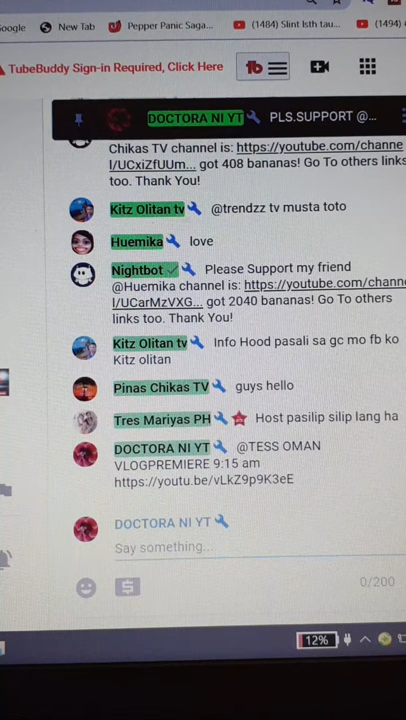 Google New Tab Pepper Panic Saga... (1484) Slint Isth tau... (1494)
TubeBuddy Sign-in Required, Click Here tb
DOCTORA NI YT PLS.SUPPORT @...
Chikas TV channel is: https://youtube.com/channe
l/UCxiZfUUm... got 408 bananas! Go To others links
too. Thank You!
Kitz Olitan tv @trendzz tv musta toto
Huemika love
Nightbot Please Support my friend
@Huemika channel is: https://youtube.com/chann
l/UCarMzVXG... got 2040 bananas! Go To others
links too. Thank You!
Kitz Olitan tv Info Hood pasali sa gc mo fb ko
Kitz olitan
Pinas Chikas TV guys hello
Tres Mariyas PH Host pasilip silip lang ha
DOCTORA NI YT @TESS OMAN
VLOGPREMIERE 9:15 am
https://youtu.be/vLkZ9p9K3eE
DOCTORA NI YT
Say something...
0/200
12%